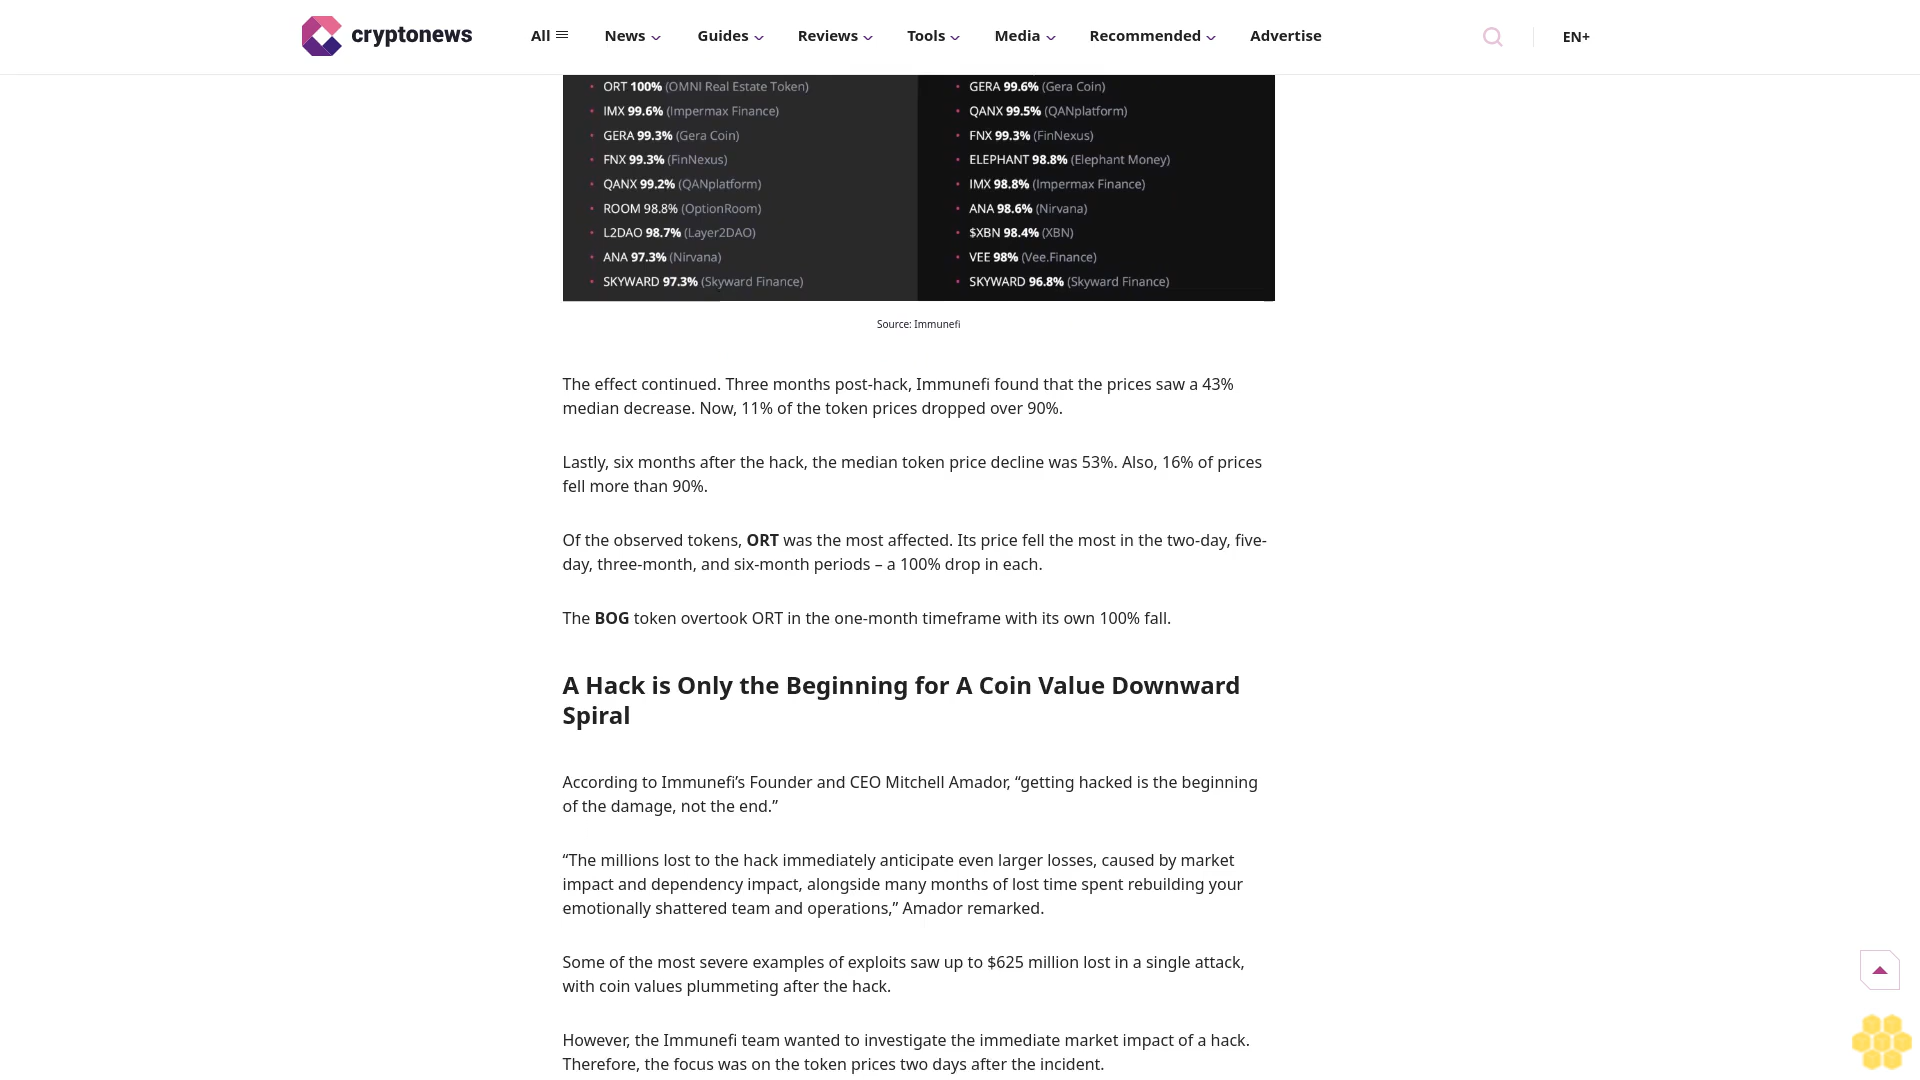 cryptonews
All News Guides Reviews Tools Media Recommended Advertise EN+
• ORT 100% (OMNI Real Estate Token)
• IMX 99.6% (Impermax Finance)
• GERA 99.3% (Gera Coin)
• FNX 99.3% (FinNexus)
• QANX 99.2% (QANplatform)
• ROOM 98.8% (OptionRoom)
• L2DAO 98.7% (Layer2DAO)
• ANA 97.3% (Nirvana)
• SKYWARD 97.3% (Skyward Finance)
• GERA 99.6% (Gera Coin)
• QANX 99.5% (QANplatform)
• FNX 99.3% (FinNexus)
• ELEPHANT 98.8% (Elephant Money)
• IMX 98.8% (Impermax Finance)
• ANA 98.6% (Nirvana)
• $XBN 98.4% (XBN)
• VEE 98% (Vee.Finance)
• SKYWARD 96.8% (Skyward Finance)
Source: Immunefi
The effect continued. Three months post-hack, Immunefi found that the prices saw a 43%
median decrease. Now, 11% of the token prices dropped over 90%.
Lastly, six months after the hack, the median token price decline was 53%. Also, 16% of prices
fell more than 90%.
Of the observed tokens, ORT was the most affected. Its price fell the most in the two-day, five-
day, three-month, and six-month periods – a 100% drop in each.
The BOG token overtook ORT in the one-month timeframe with its own 100% fall.
A Hack is Only the Beginning for A Coin Value Downward
Spiral
According to Immunefi’s Founder and CEO Mitchell Amador, “getting hacked is the beginning
of the damage, not the end.”
“The millions lost to the hack immediately anticipate even larger losses, caused by market
impact and dependency impact, alongside many months of lost time spent rebuilding your
emotionally shattered team and operations,” Amador remarked.
Some of the most severe examples of exploits saw up to $625 million lost in a single attack,
with coin values plummeting after the hack.
However, the Immunefi team wanted to investigate the immediate market impact of a hack.
Therefore, the focus was on the token prices two days after the incident.